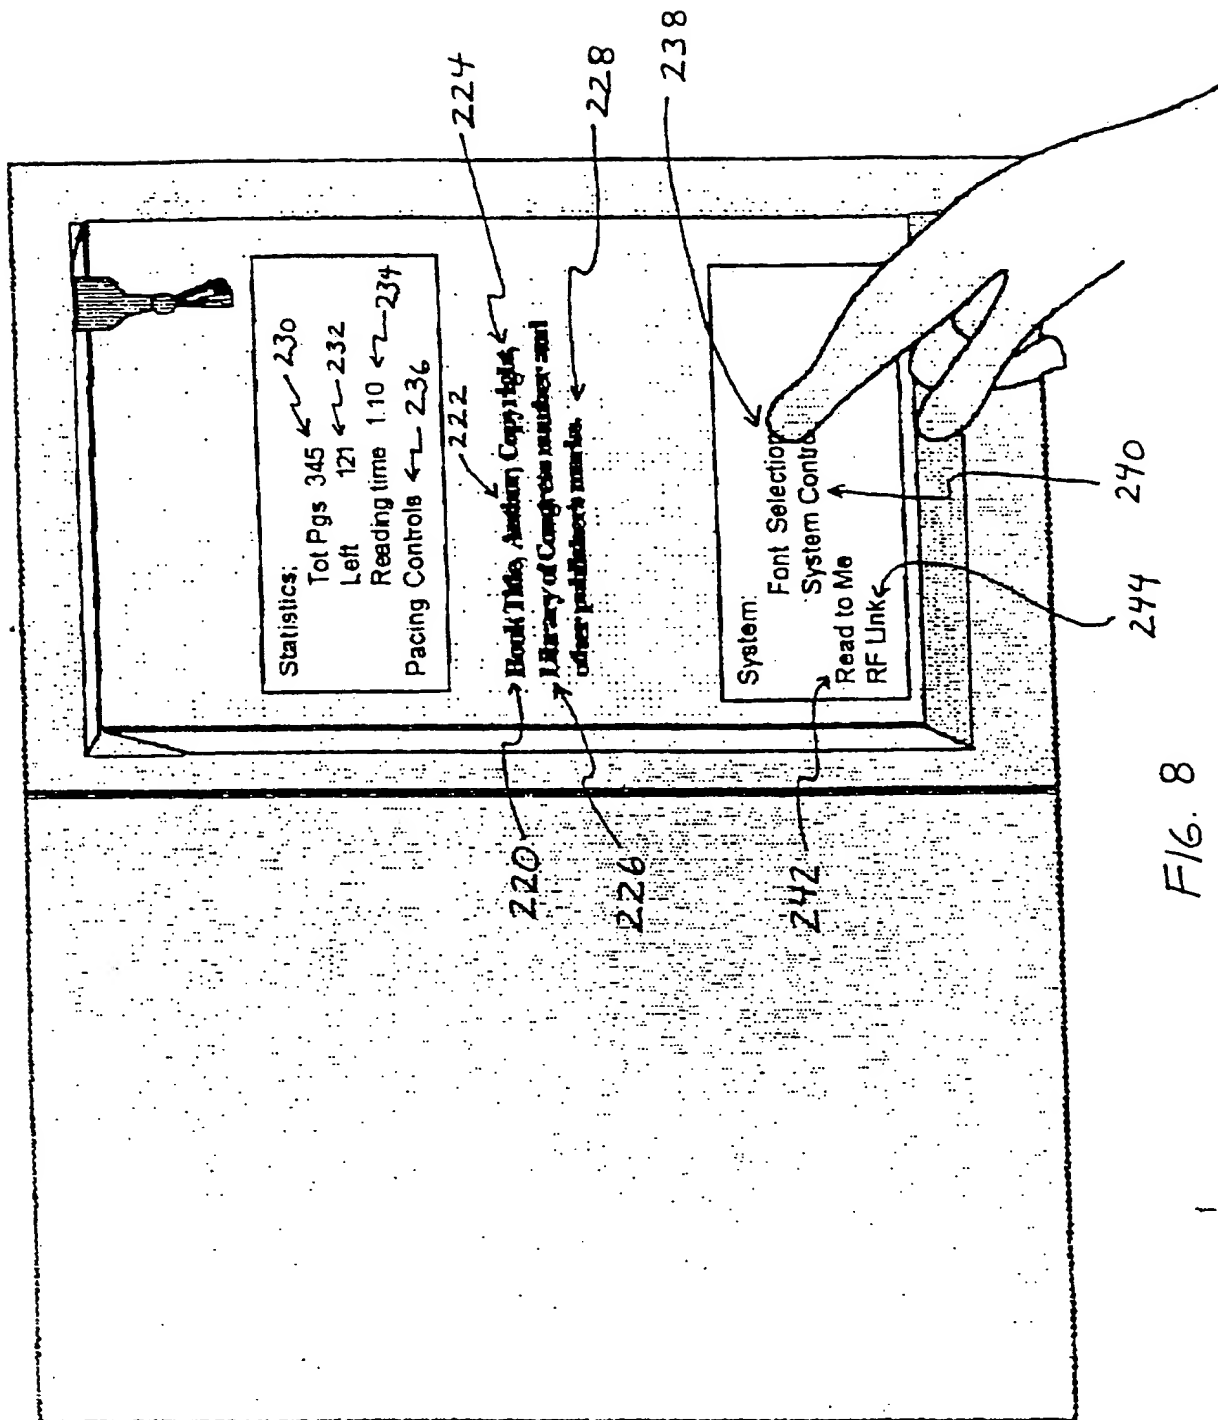 Statistics:
Tot Pgs 345 230
Left 121 232
Reading time 1.10 234
Pacing Controls 236
222
Book Title, Author, Copyright, 224
Library of Congress number and
other publisher's marks. 228
220
226
238
System:
Font Selection
System Contro
Read to Me
RF Link
240
242
244
FIG. 8